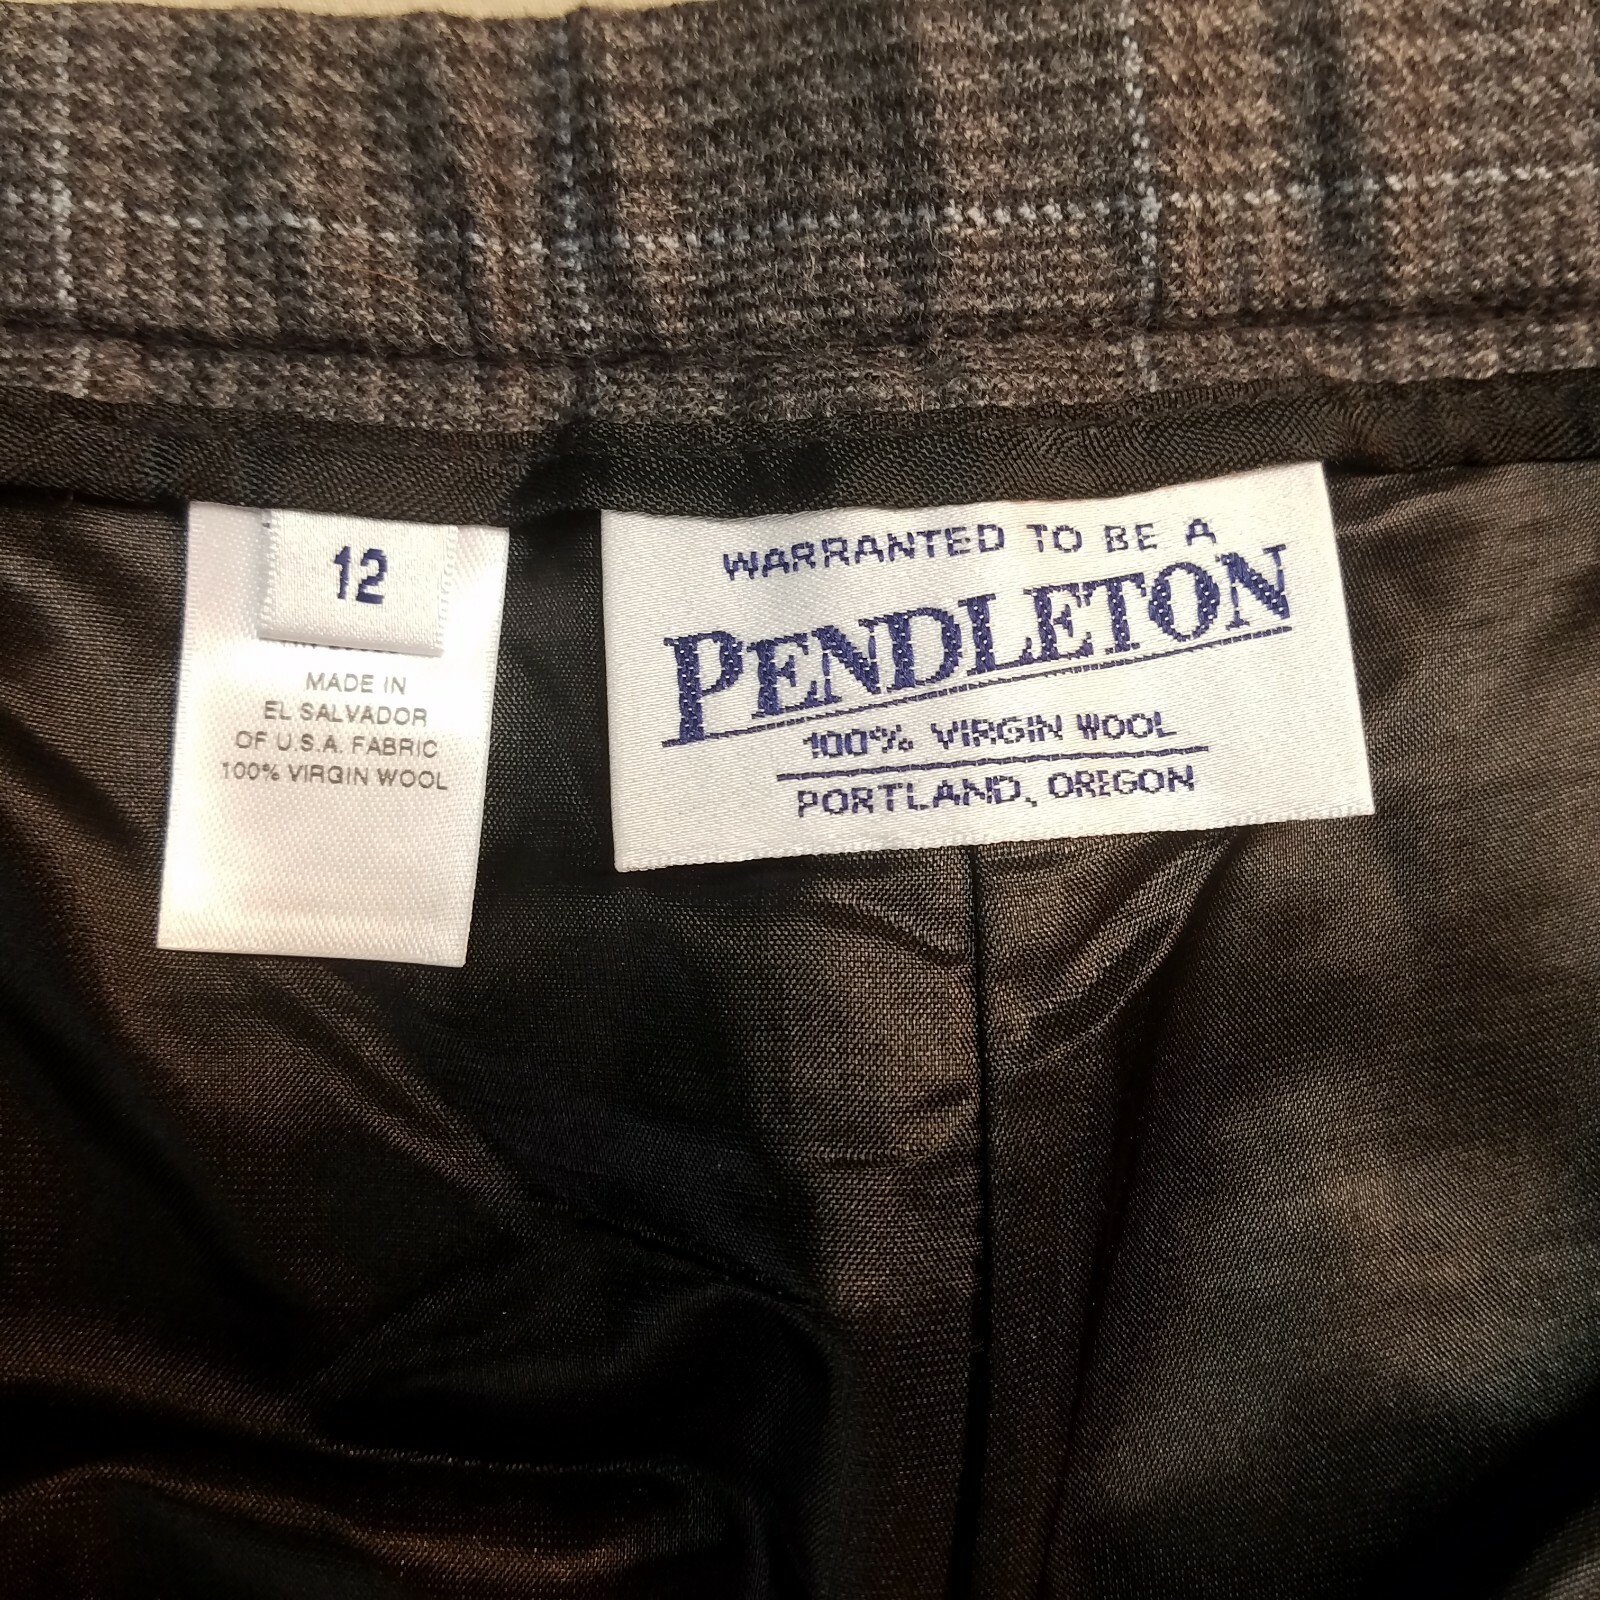 12
MADE IN
EL SALVADOR
OF U.S.A. FABRIC
100% VIRGIN WOOL
WARRANTED TO BE A
PENDLETON
100% VIRGIN WOOL
PORTLAND, OREGON